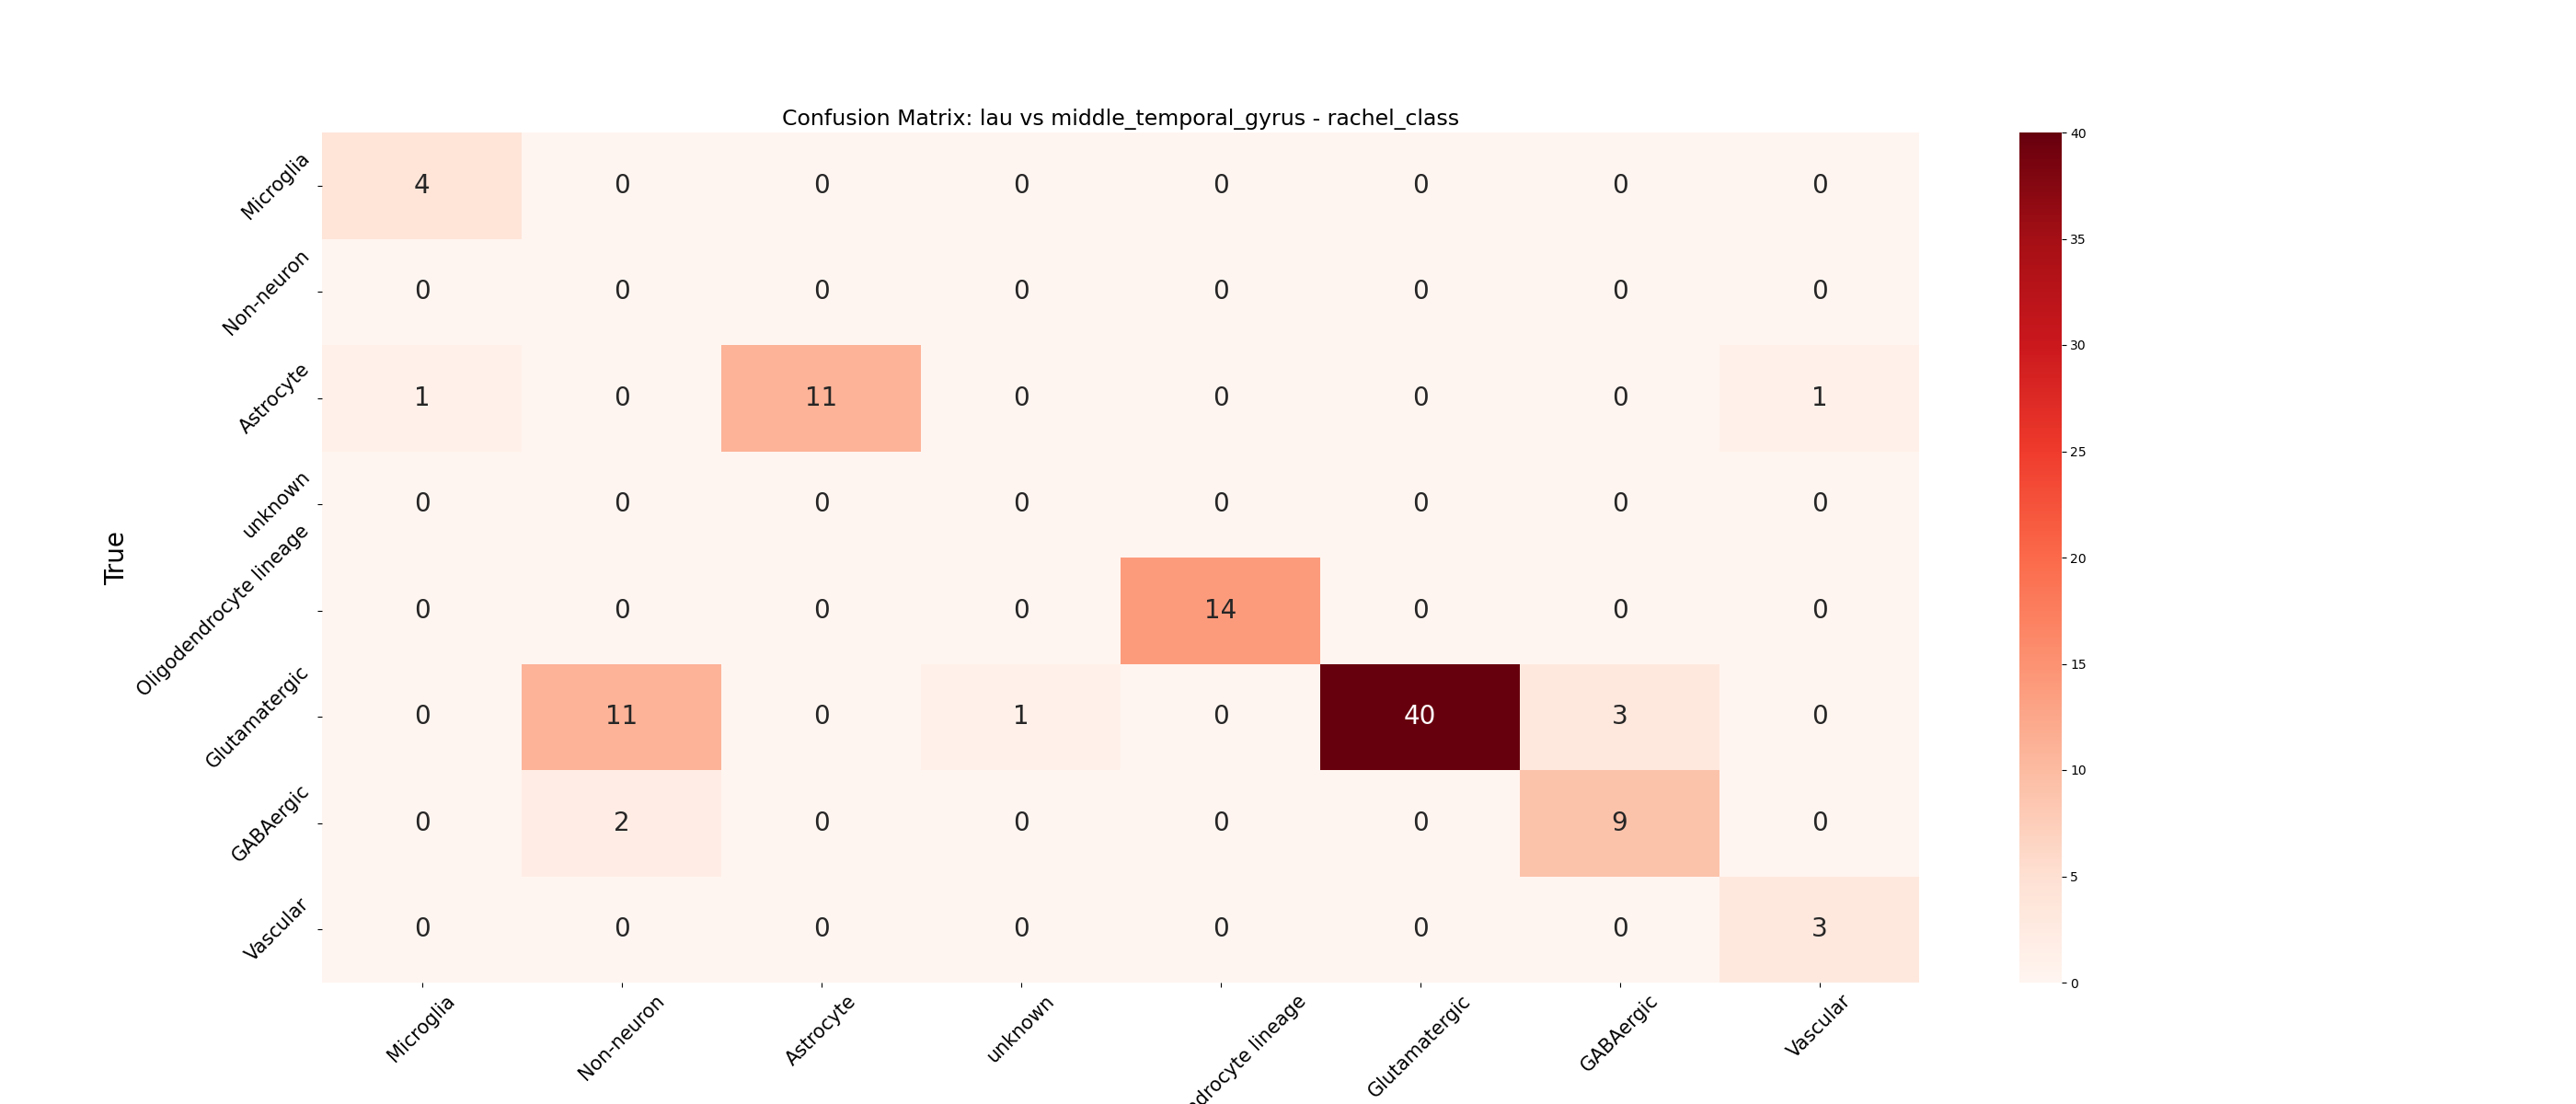 Confusion Matrix: lau vs middle_temporal_gyrus - rachel_class
True
Microglia 4 0 0 0 0 0 0 0
Non-neuron 0 0 0 0 0 0 0 0
Astrocyte 1 0 11 0 0 0 0 1
unknown 0 0 0 0 0 0 0 0
Oligodendrocyte lineage 0 0 0 0 14 0 0 0
Glutamatergic 0 11 0 1 0 40 3 0
GABAergic 0 2 0 0 0 0 9 0
Vascular 0 0 0 0 0 0 0 3
Microglia
Non-neuron
Astrocyte
unknown
ndrocyte lineage
Glutamatergic
GABAergic
Vascular
40
35
30
25
20
15
10
5
0